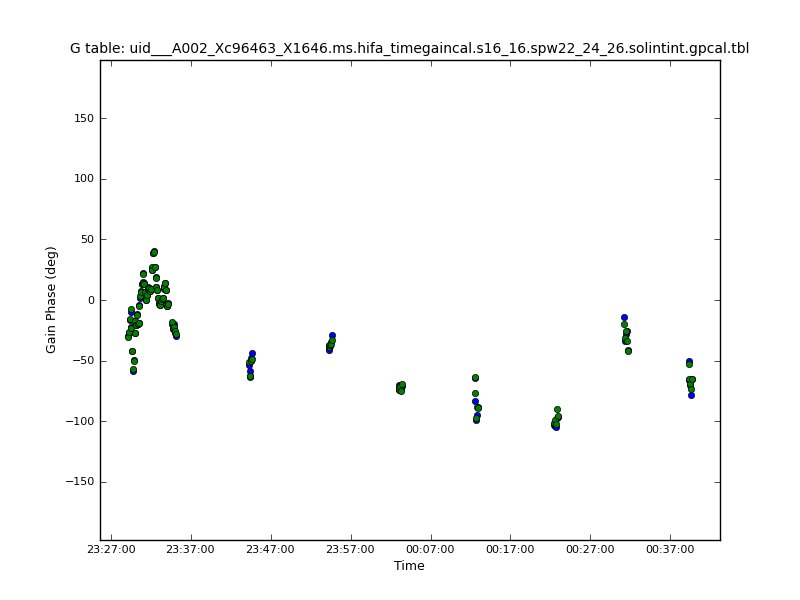 G table: uid___A002_Xc96463_X1646.ms.hifa_timegaincal.s16_16.spw22_24_26.solintint.gpcal.tbl
Gain Phase (deg)
150
100
50
0
−50
−100
−150
23:27:00 23:37:00 23:47:00 23:57:00 00:07:00 00:17:00 00:27:00 00:37:00
Time